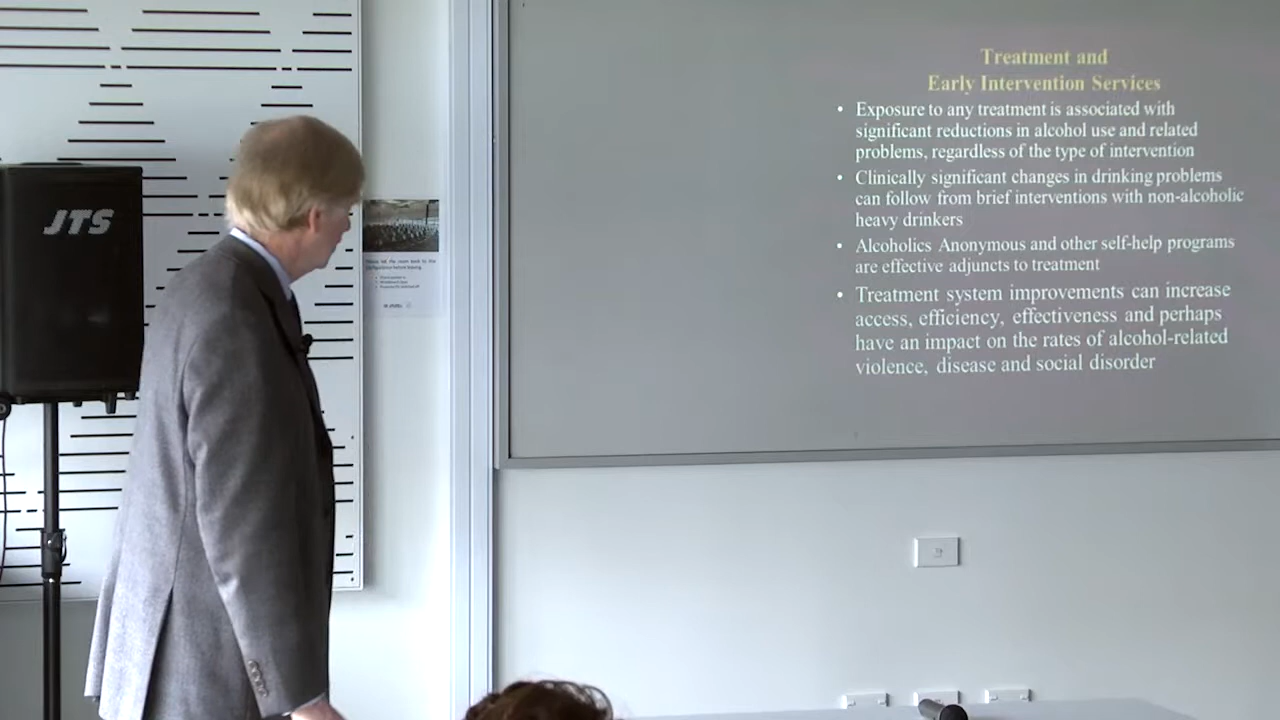 JTS
Treatment and
Early Intervention Services
• Exposure to any treatment is associated with
significant reductions in alcohol use and related
problems, regardless of the type of intervention
• Clinically significant changes in drinking problems
can follow from brief interventions with non-alcoholic
heavy drinkers
• Alcoholics Anonymous and other self-help programs
are effective adjuncts to treatment
• Treatment system improvements can increase
access, efficiency, effectiveness and perhaps
have an impact on the rates of alcohol-related
violence, disease and social disorder